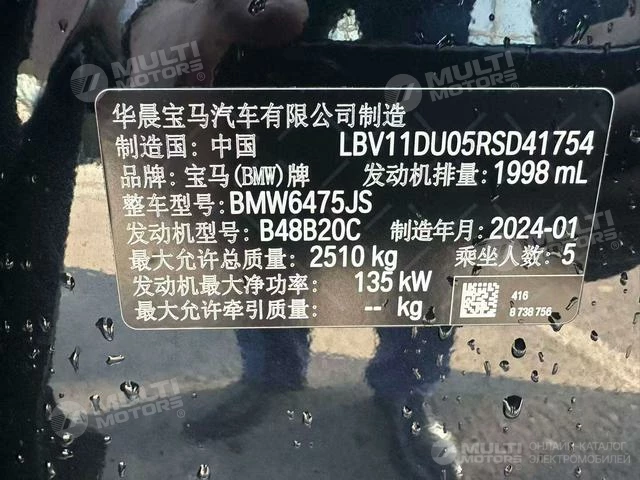 华晨宝马汽车有限公司制造
制造国: 中国 LBV11DU05RSD41754
品牌: 宝马(BMW)牌 发动机排量: 1998 mL
整车型号: BMW6475JS
发动机型号: B48B20C 制造年月: 2024-01
最大允许总质量: 2510 kg 乘坐人数: 5
发动机最大净功率: 135 kW
最大允许牵引质量: -- kg
416
8 738 756
MULTI MOTORS®
MULTI MOTORS®
MULTI MOTORS®
MULTI MOTORS®
MULTI MOTORS
ОНЛАЙН-КАТАЛОГ
ЭЛЕКТРОМОБИЛЕЙ